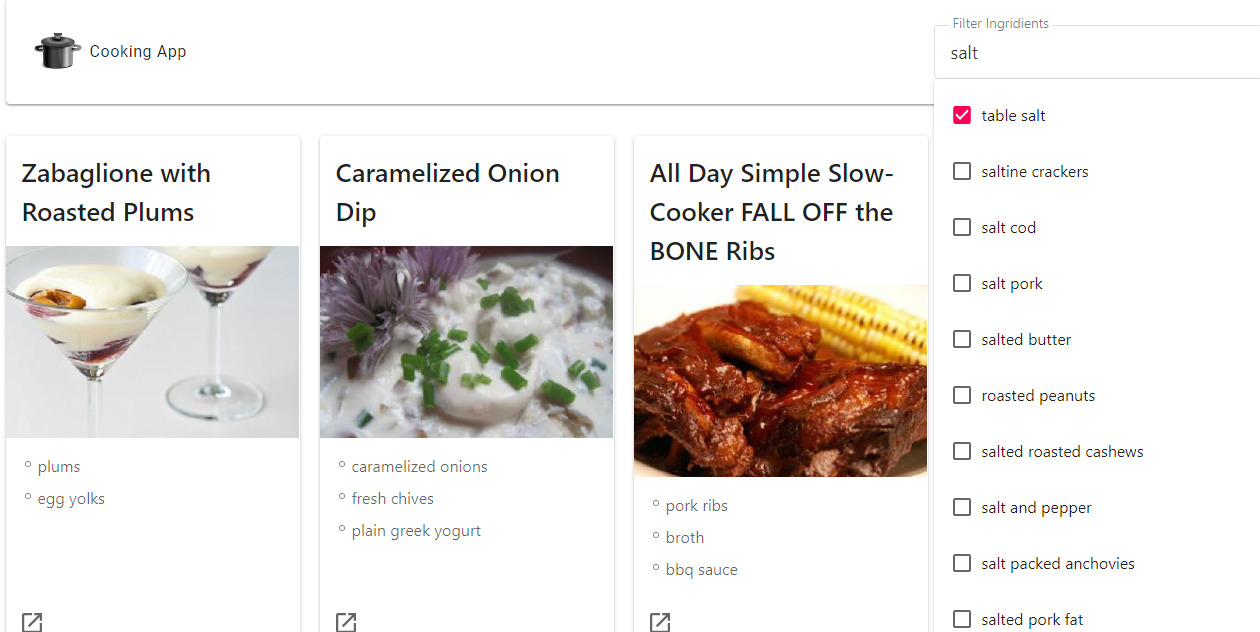 Cooking App
Filter Ingridients
salt
table salt
saltine crackers
salt cod
salt pork
salted butter
roasted peanuts
salted roasted cashews
salt and pepper
salt packed anchovies
salted pork fat
Zabaglione with
Roasted Plums
plums
egg yolks
Caramelized Onion
Dip
caramelized onions
fresh chives
plain greek yogurt
All Day Simple Slow-
Cooker FALL OFF the
BONE Ribs
pork ribs
broth
bbq sauce